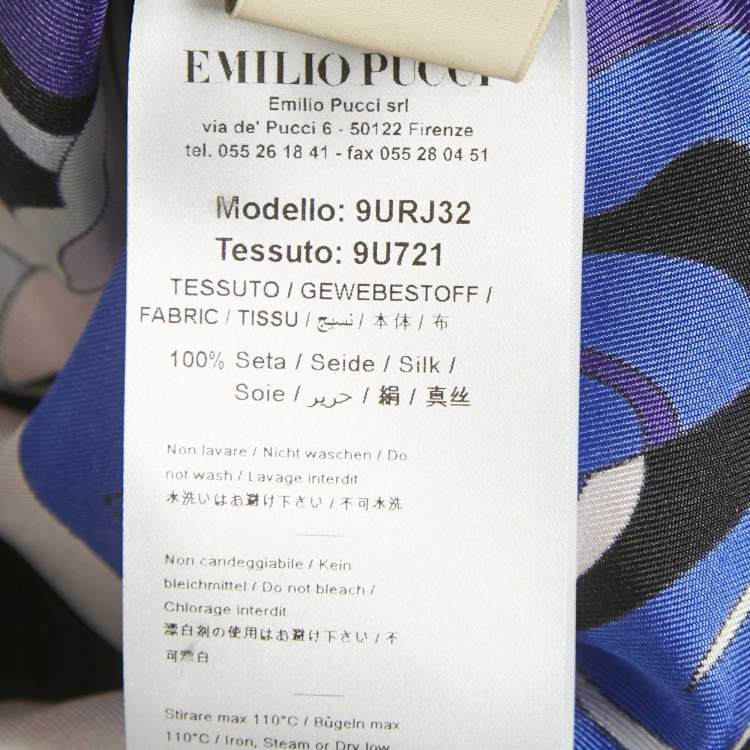 EMILIO PUCCI
Emilio Pucci srl
via de' Pucci 6 - 50122 Firenze
tel. 055 26 18 41 - fax 055 28 04 51
Modello: 9URJ32
Tessuto: 9U721
TESSUTO / GEWEBESTOFF /
FABRIC / TISSU / نسيج / 本体 / 布
100% Seta / Seide / Silk /
Soie / حرير / 絹 / 真丝
Non lavare / Nicht waschen / Do
not wash / Lavage interdit
水洗いはお避け下さい / 不可水洗
Non candeggiabile / Kein
bleichmittel / Do not bleach /
Chlorage interdit
漂白剤の使用はお避け下さい / 不
可漂白
Stirare max 110°C / Bügeln max
110°C / Iron, Steam or Dry low